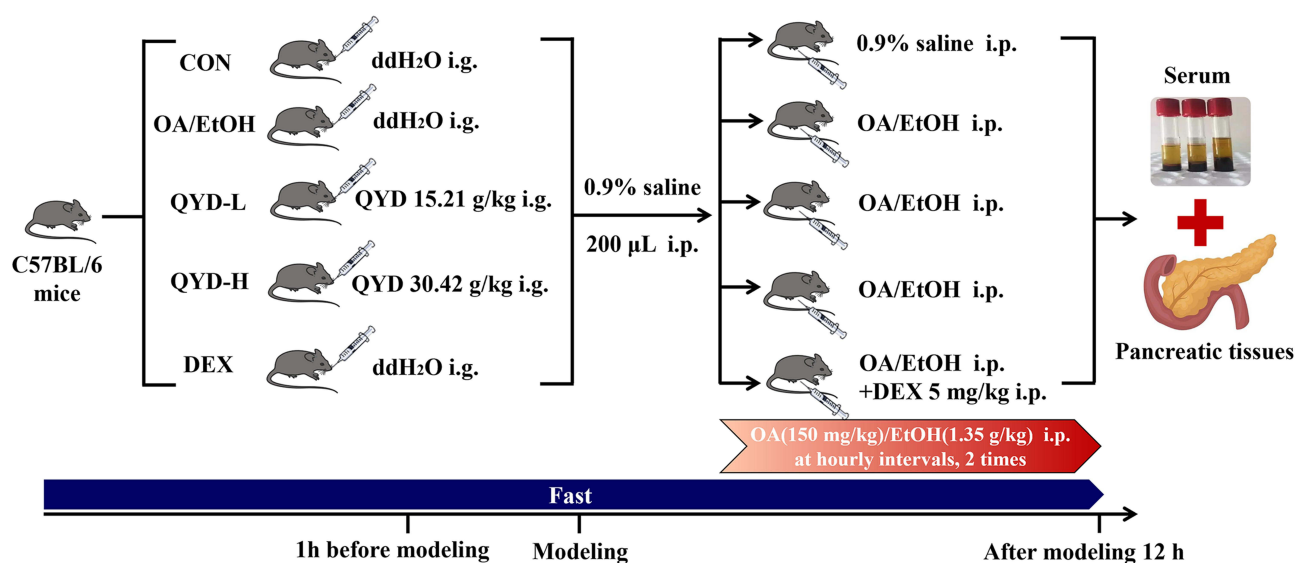 CON
ddH₂O i.g.
OA/EtOH
ddH₂O i.g.
QYD-L
QYD 15.21 g/kg i.g.
QYD-H
QYD 30.42 g/kg i.g.
DEX
ddH₂O i.g.
C57BL/6
mice
0.9% saline
200 μL i.p.
0.9% saline i.p.
OA/EtOH i.p.
OA/EtOH i.p.
OA/EtOH i.p.
OA/EtOH i.p.
+DEX 5 mg/kg i.p.
Serum
Pancreatic tissues
OA(150 mg/kg)/EtOH(1.35 g/kg) i.p.
at hourly intervals, 2 times
Fast
1h before modeling
Modeling
After modeling 12 h